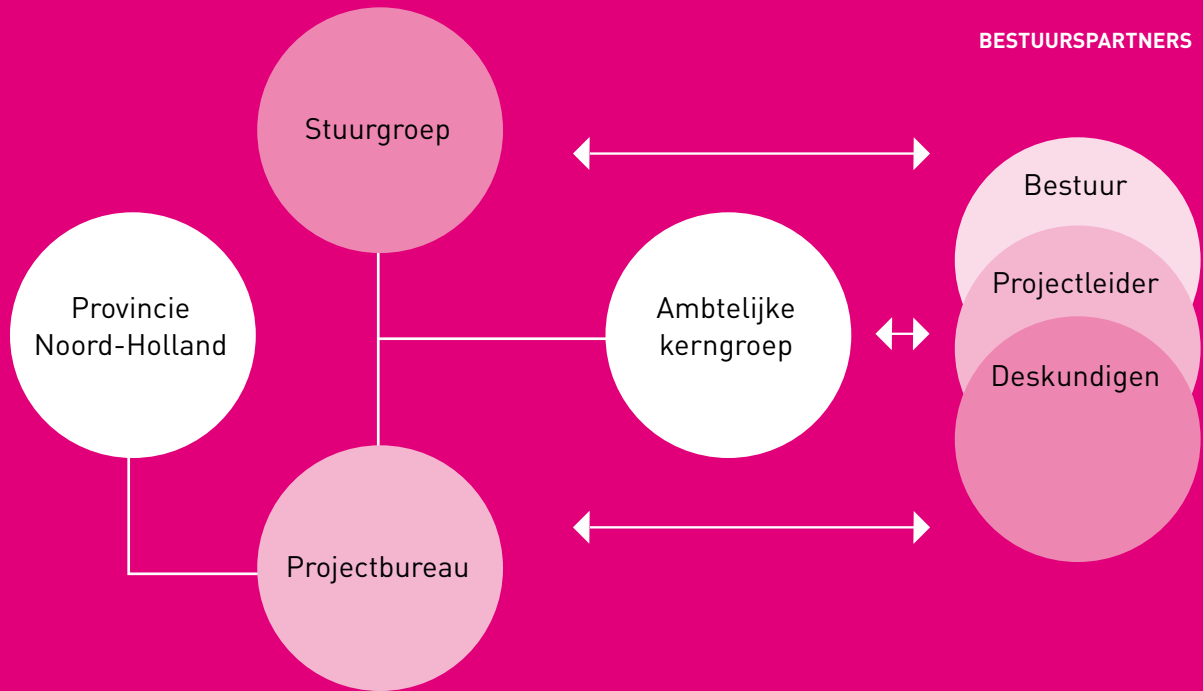 BESTUURSPARTNERS
Stuurgroep
Bestuur
Provincie
Noord-Holland
Ambtelijke
kerngroep
Projectleider
Deskundigen
Projectbureau